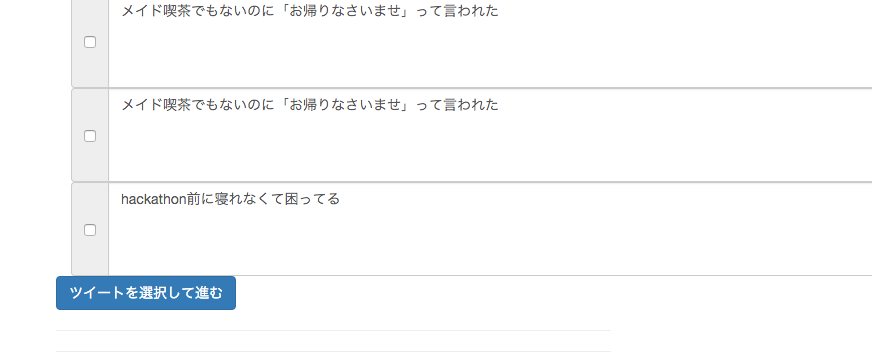 メイド喫茶でもないのに「お帰りなさいませ」って言われた
メイド喫茶でもないのに「お帰りなさいませ」って言われた
hackathon前に寝れなくて困ってる
ツイートを選択して進む